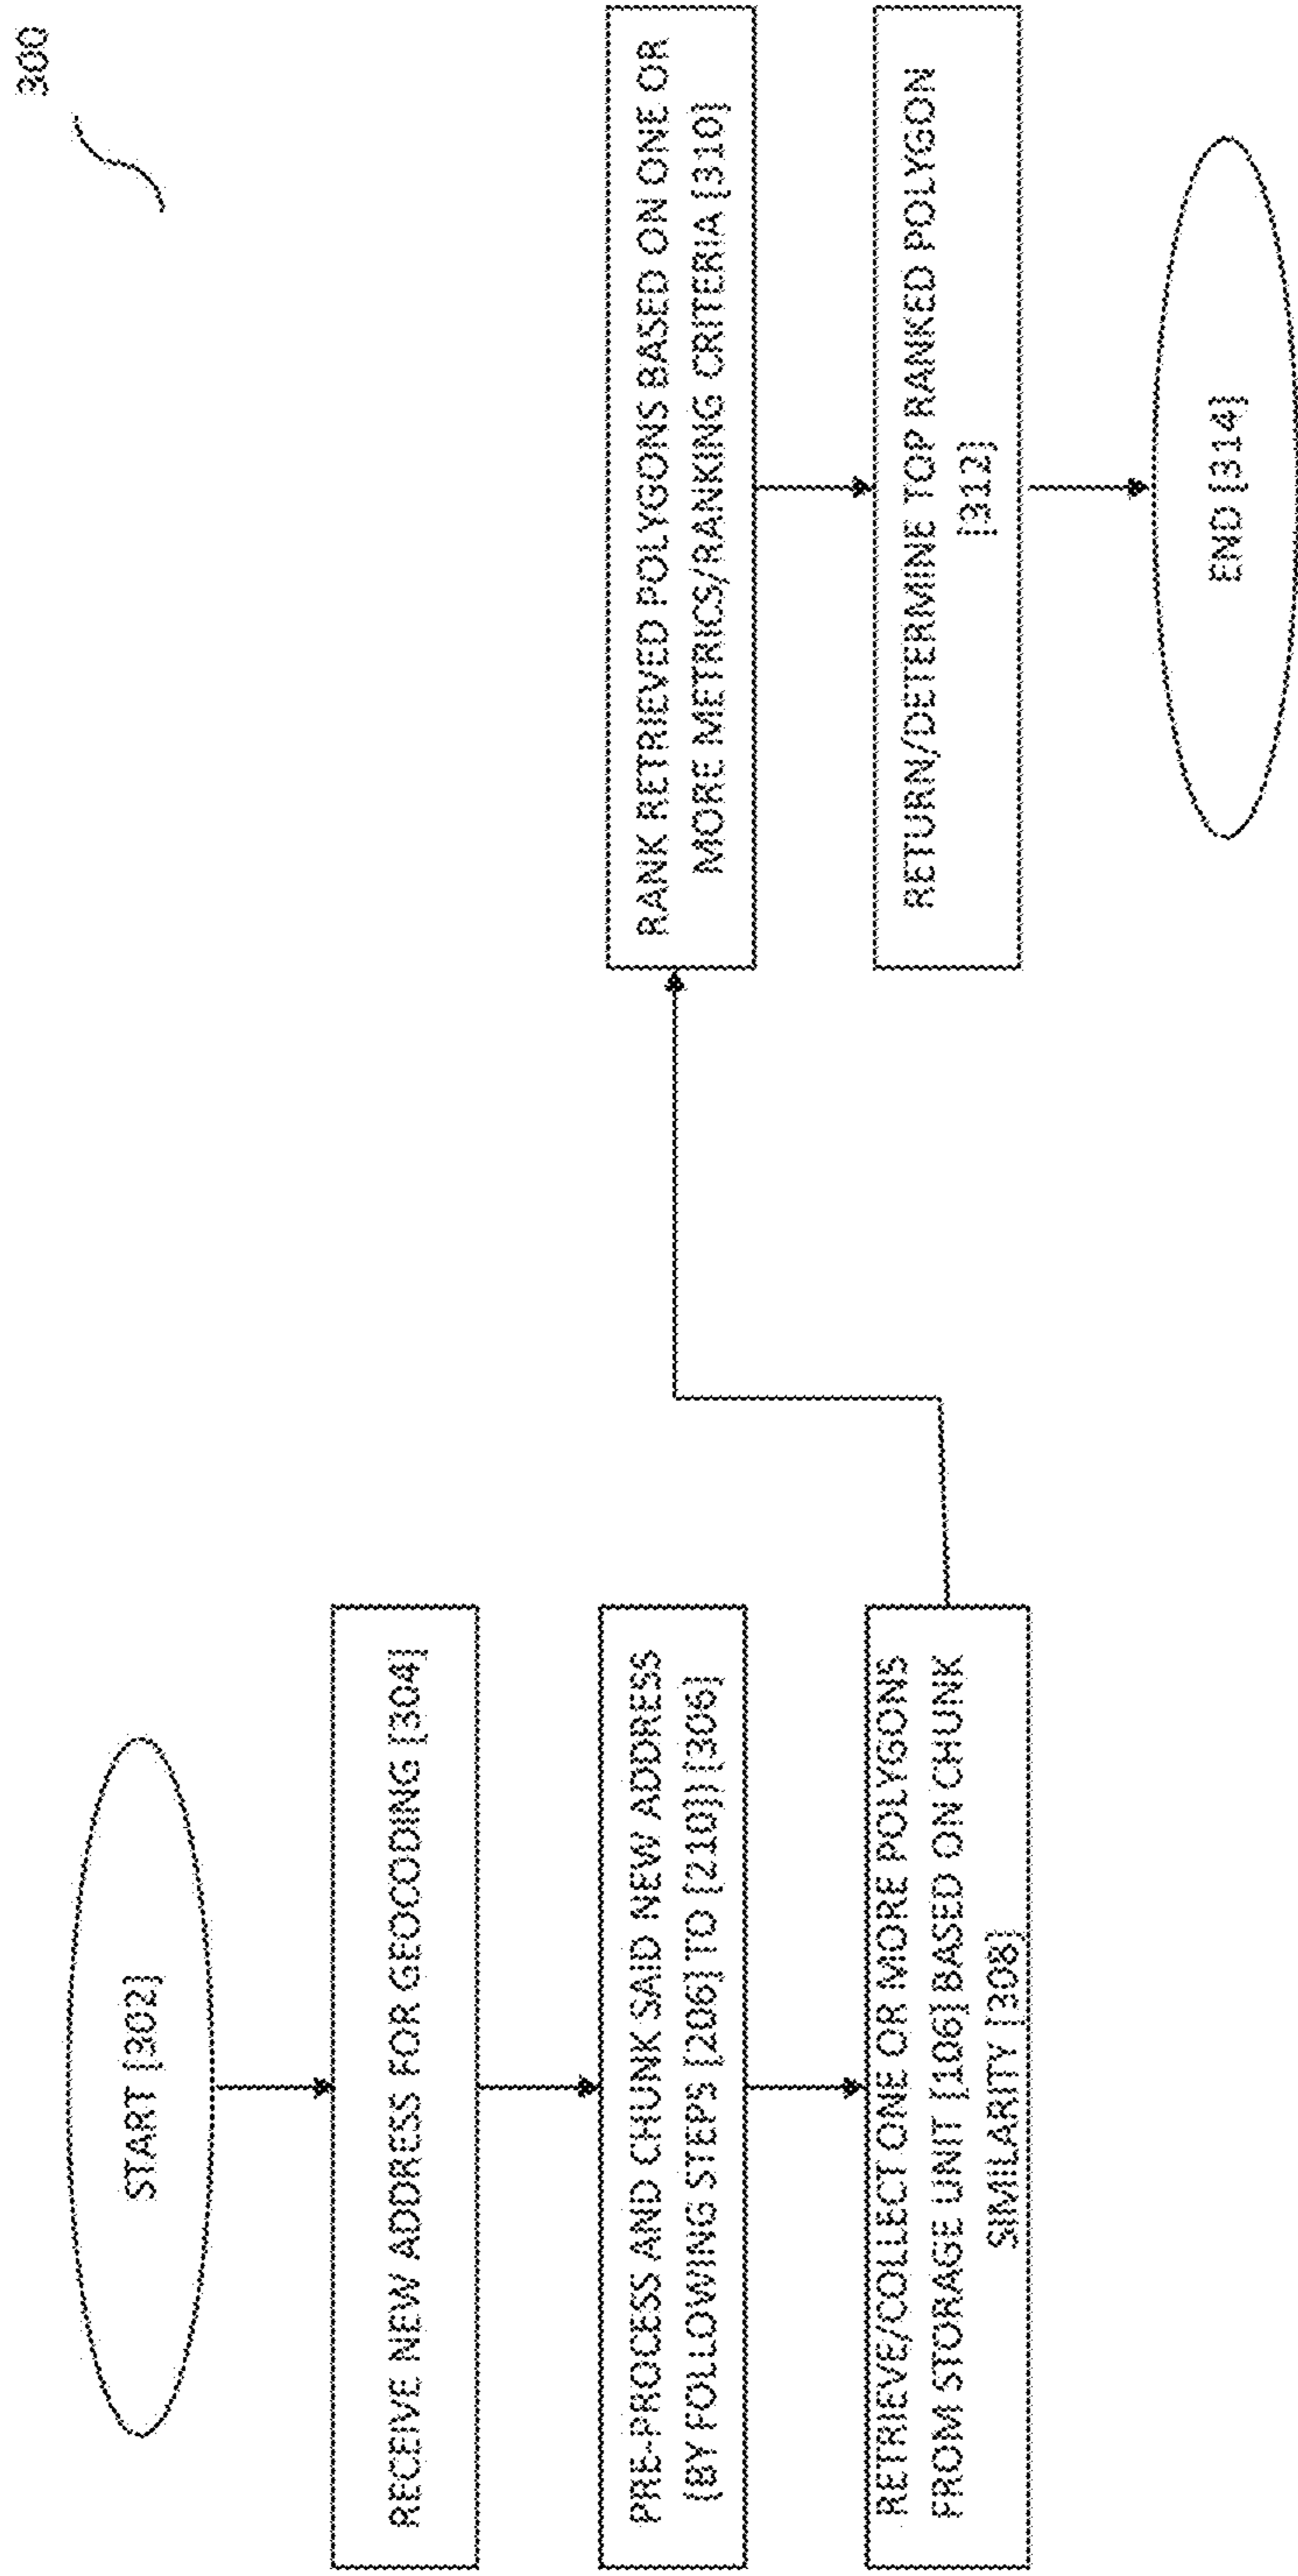 300
START [302]
RECEIVE NEW ADDRESS FOR GEOCODING [304]
PRE-PROCESS AND CHUNK SAID NEW ADDRESS
(BY FOLLOWING STEPS [206] TO [210]) [306]
RETRIEVE/COLLECT ONE OR MORE POLYGONS
FROM STORAGE UNIT [106] BASED ON CHUNK
SIMILARITY [308]
RANK RETRIEVED POLYGONS BASED ON ONE OR
MORE METRICS/RANKING CRITERIA [310]
RETURN/DETERMINE TOP RANKED POLYGON
[312]
END [314]